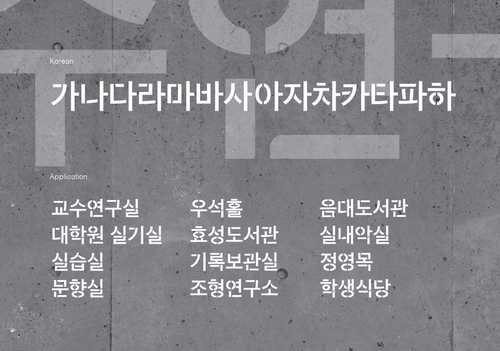 Korean
가나다라마바사아자차카타파하
Application
교수연구실
대학원 실기실
실습실
문향실
우석홀
효성도서관
기록보관실
조형연구소
음대도서관
실내악실
정영목
학생식당